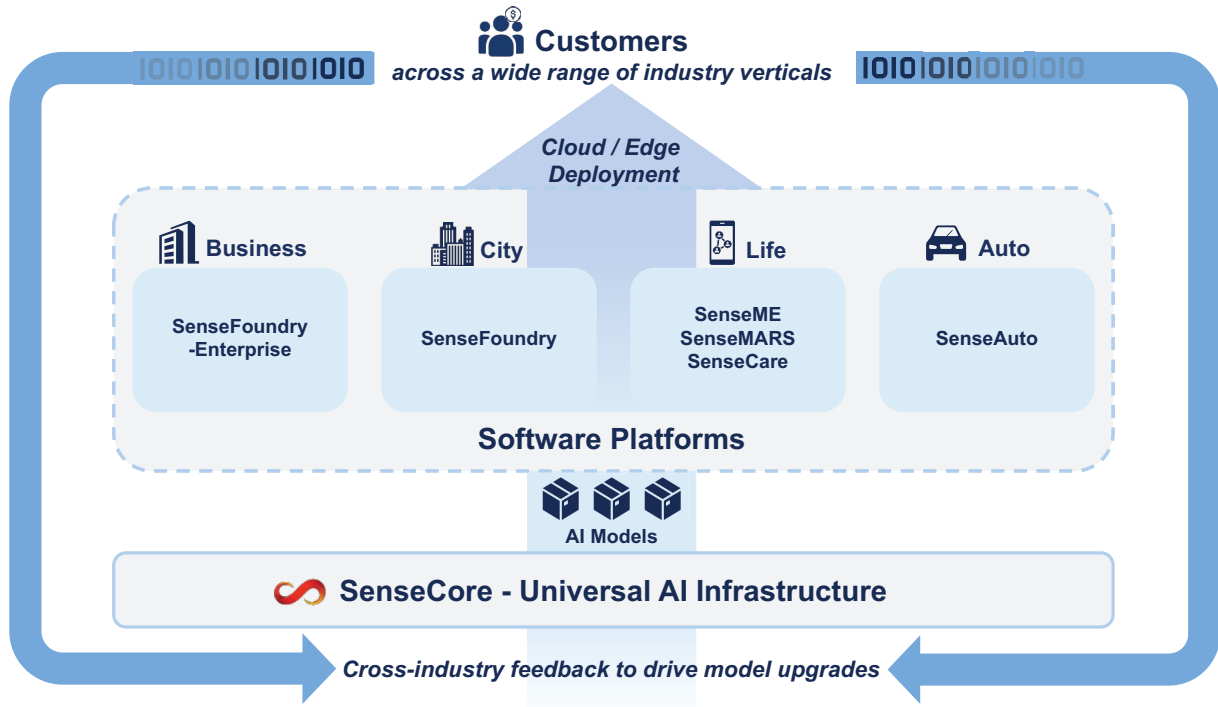 $
Customers
IOIOIOIOIOIOIOIO
across a wide range of industry verticals
IOIOIOIOIOIOIOIO
Cloud / Edge
Deployment
Business
City
Life
Auto
SenseFoundry
-Enterprise
SenseFoundry
SenseME
SenseMARS
SenseCare
SenseAuto
Software Platforms
AI Models
SenseCore - Universal AI Infrastructure
Cross-industry feedback to drive model upgrades